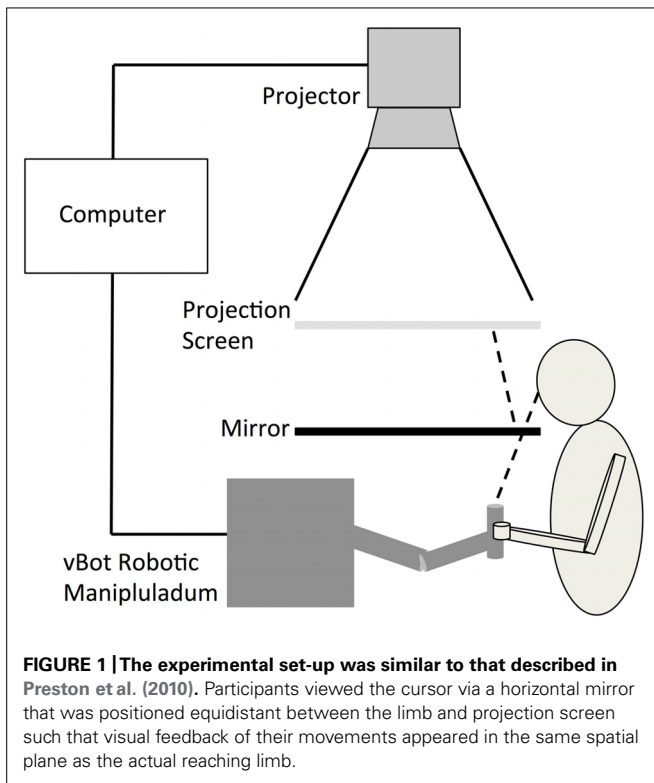 Projector
Computer
Projection
Screen
Mirror
vBot Robotic
Manipluladum
FIGURE 1 | The experimental set-up was similar to that described in
Preston et al. (2010). Participants viewed the cursor via a horizontal mirror
that was positioned equidistant between the limb and projection screen
such that visual feedback of their movements appeared in the same spatial
plane as the actual reaching limb.